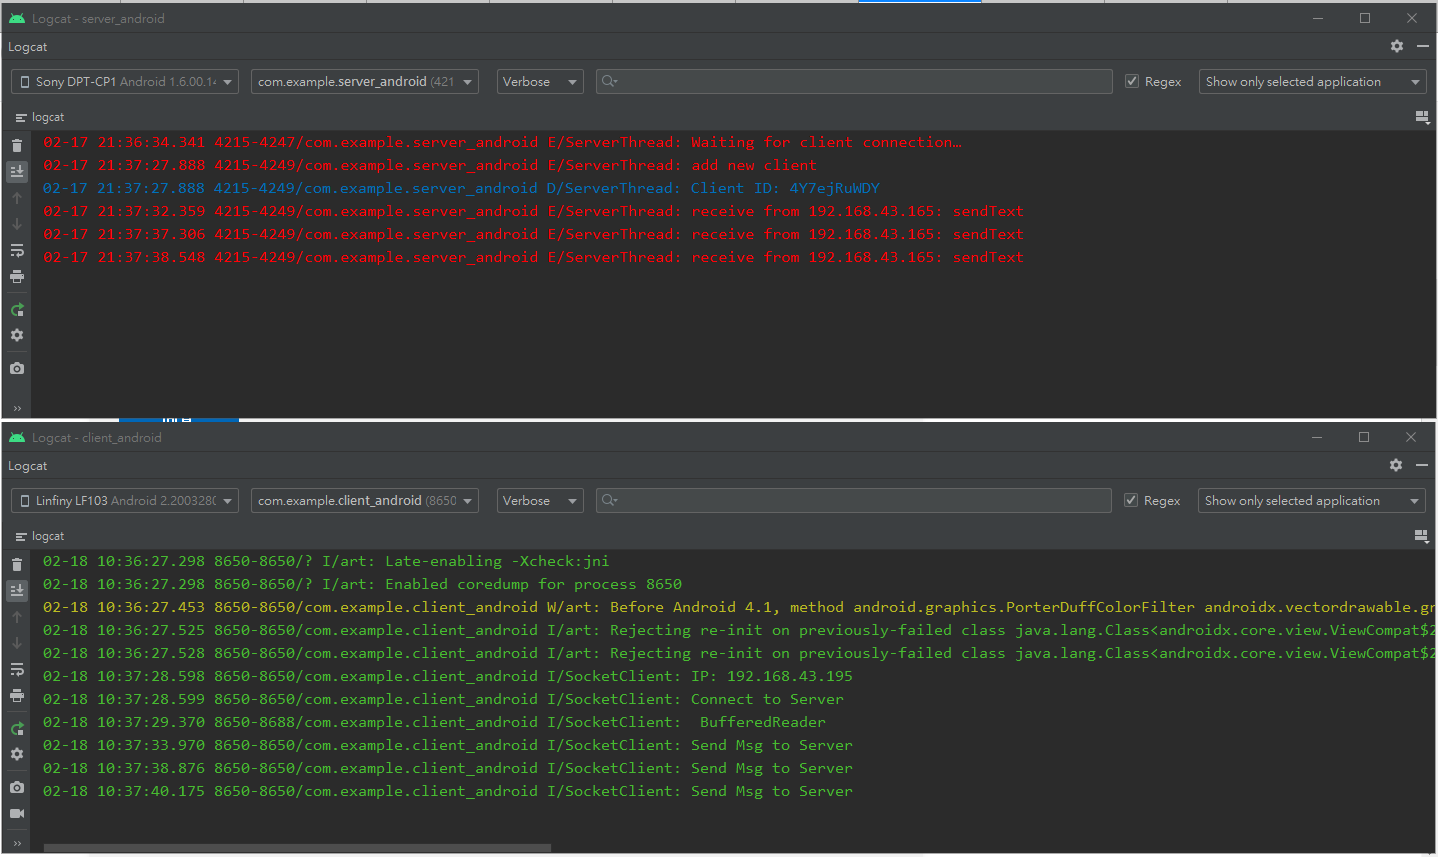 Logcat - server_android
Logcat
Sony DPT-CP1 Android 1.6.00.14
com.example.server_android (421
Verbose
Regex
Show only selected application
logcat
02-17 21:36:34.341 4215-4247/com.example.server_android E/ServerThread: Waiting for client connection…
02-17 21:37:27.888 4215-4249/com.example.server_android E/ServerThread: add new client
02-17 21:37:27.888 4215-4249/com.example.server_android D/ServerThread: Client ID: 4Y7ejRuWDY
02-17 21:37:32.359 4215-4249/com.example.server_android E/ServerThread: receive from 192.168.43.165: sendText
02-17 21:37:37.306 4215-4249/com.example.server_android E/ServerThread: receive from 192.168.43.165: sendText
02-17 21:37:38.548 4215-4249/com.example.server_android E/ServerThread: receive from 192.168.43.165: sendText
Logcat - client_android
Logcat
Linfiny LF103 Android 2.2003280
com.example.client_android (8650
Verbose
Regex
Show only selected application
logcat
02-18 10:36:27.298 8650-8650/? I/art: Late-enabling -Xcheck:jni
02-18 10:36:27.298 8650-8650/? I/art: Enabled coredump for process 8650
02-18 10:36:27.453 8650-8650/com.example.client_android W/art: Before Android 4.1, method android.graphics.PorterDuffColorFilter androidx.vectordrawable.gr
02-18 10:36:27.525 8650-8650/com.example.client_android I/art: Rejecting re-init on previously-failed class java.lang.Class<androidx.core.view.ViewCompat$2
02-18 10:36:27.528 8650-8650/com.example.client_android I/art: Rejecting re-init on previously-failed class java.lang.Class<androidx.core.view.ViewCompat$2
02-18 10:37:28.598 8650-8650/com.example.client_android I/SocketClient: IP: 192.168.43.195
02-18 10:37:28.599 8650-8650/com.example.client_android I/SocketClient: Connect to Server
02-18 10:37:29.370 8650-8688/com.example.client_android I/SocketClient:  BufferedReader
02-18 10:37:33.970 8650-8650/com.example.client_android I/SocketClient: Send Msg to Server
02-18 10:37:38.876 8650-8650/com.example.client_android I/SocketClient: Send Msg to Server
02-18 10:37:40.175 8650-8650/com.example.client_android I/SocketClient: Send Msg to Server